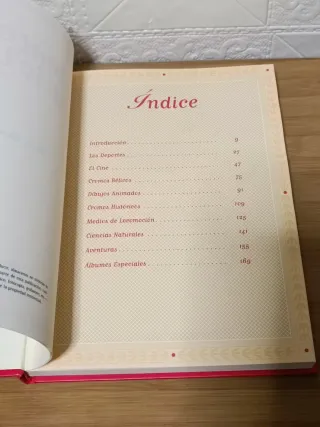 Índice
Introducción 9
Los Deportes 27
El Cine 47
Cromos Bélicos 75
Dibujos Animados 91
Cromos Históricos 109
Medios de Locomoción 125
Ciencias Naturales 141
Aventuras 155
Álbumes Especiales 169